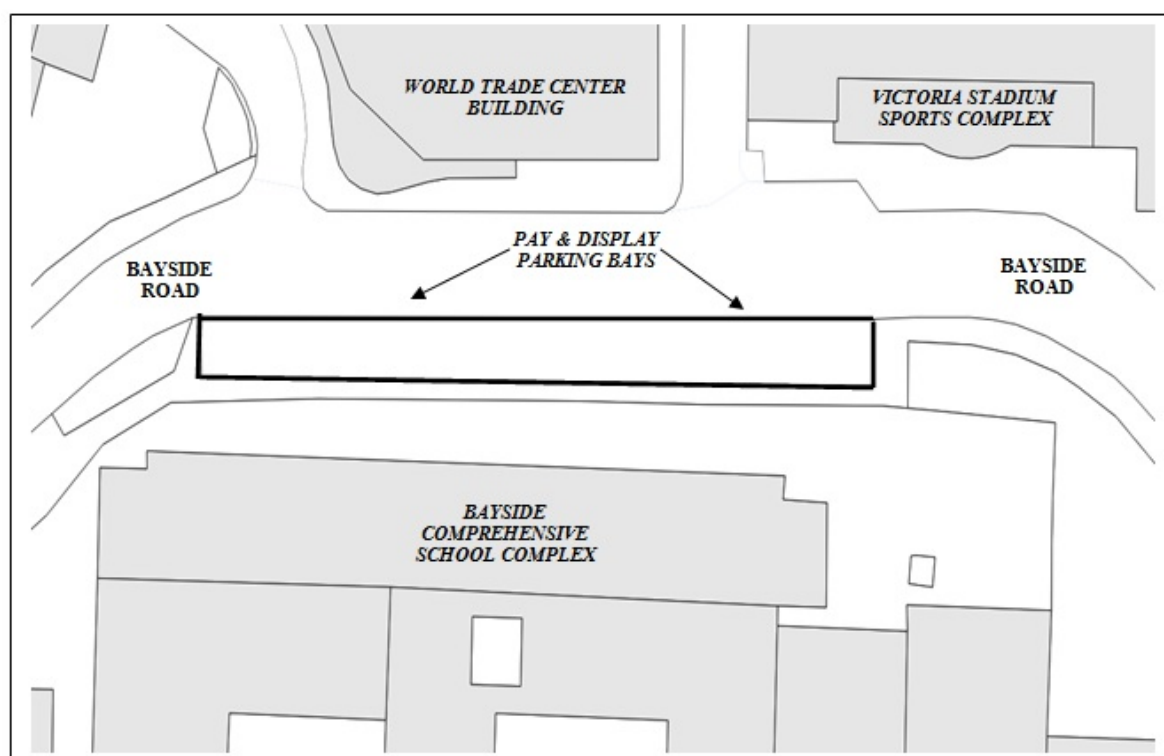 WORLD TRADE CENTER
BUILDING
VICTORIA STADIUM
SPORTS COMPLEX
PAY & DISPLAY
PARKING BAYS
BAYSIDE
ROAD
BAYSIDE
ROAD
BAYSIDE
COMPREHENSIVE
SCHOOL COMPLEX